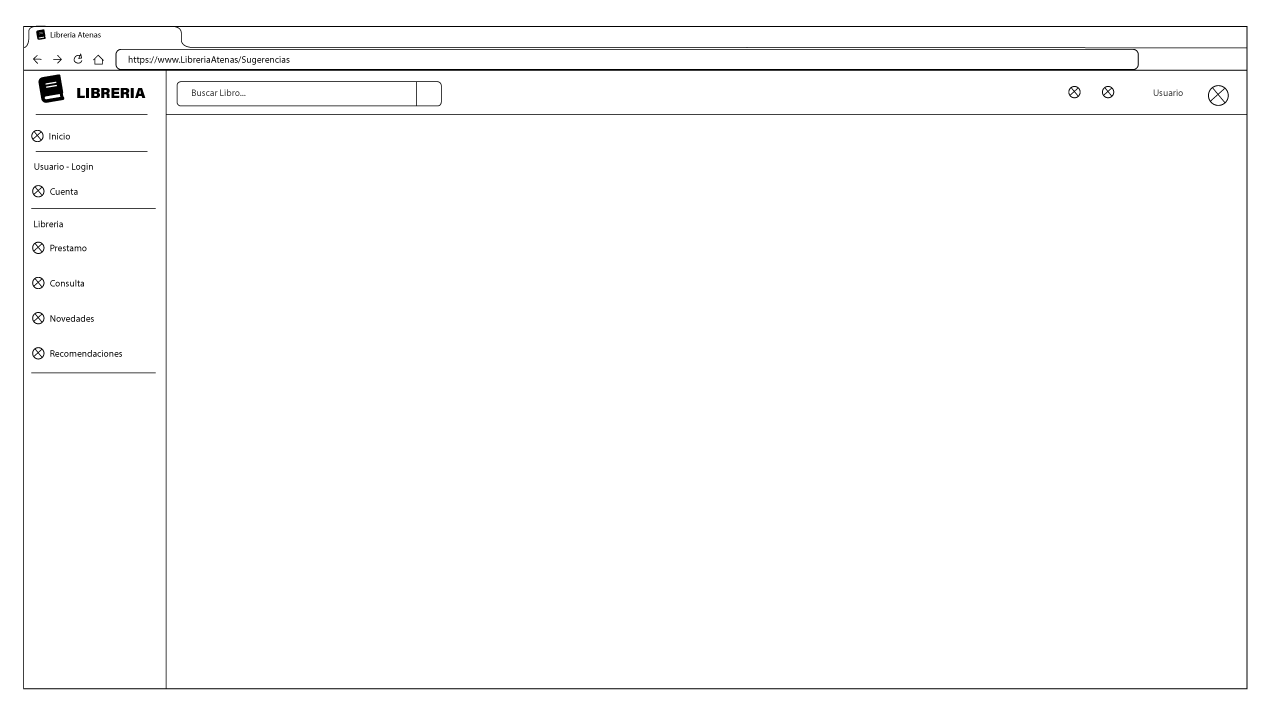 Libreria Atenas
https://www.LibreriaAtenas/Sugerencias
LIBRERIA
Buscar Libro...
Usuario
Inicio
Usuario - Login
Cuenta
Libreria
Prestamo
Consulta
Novedades
Recomendaciones